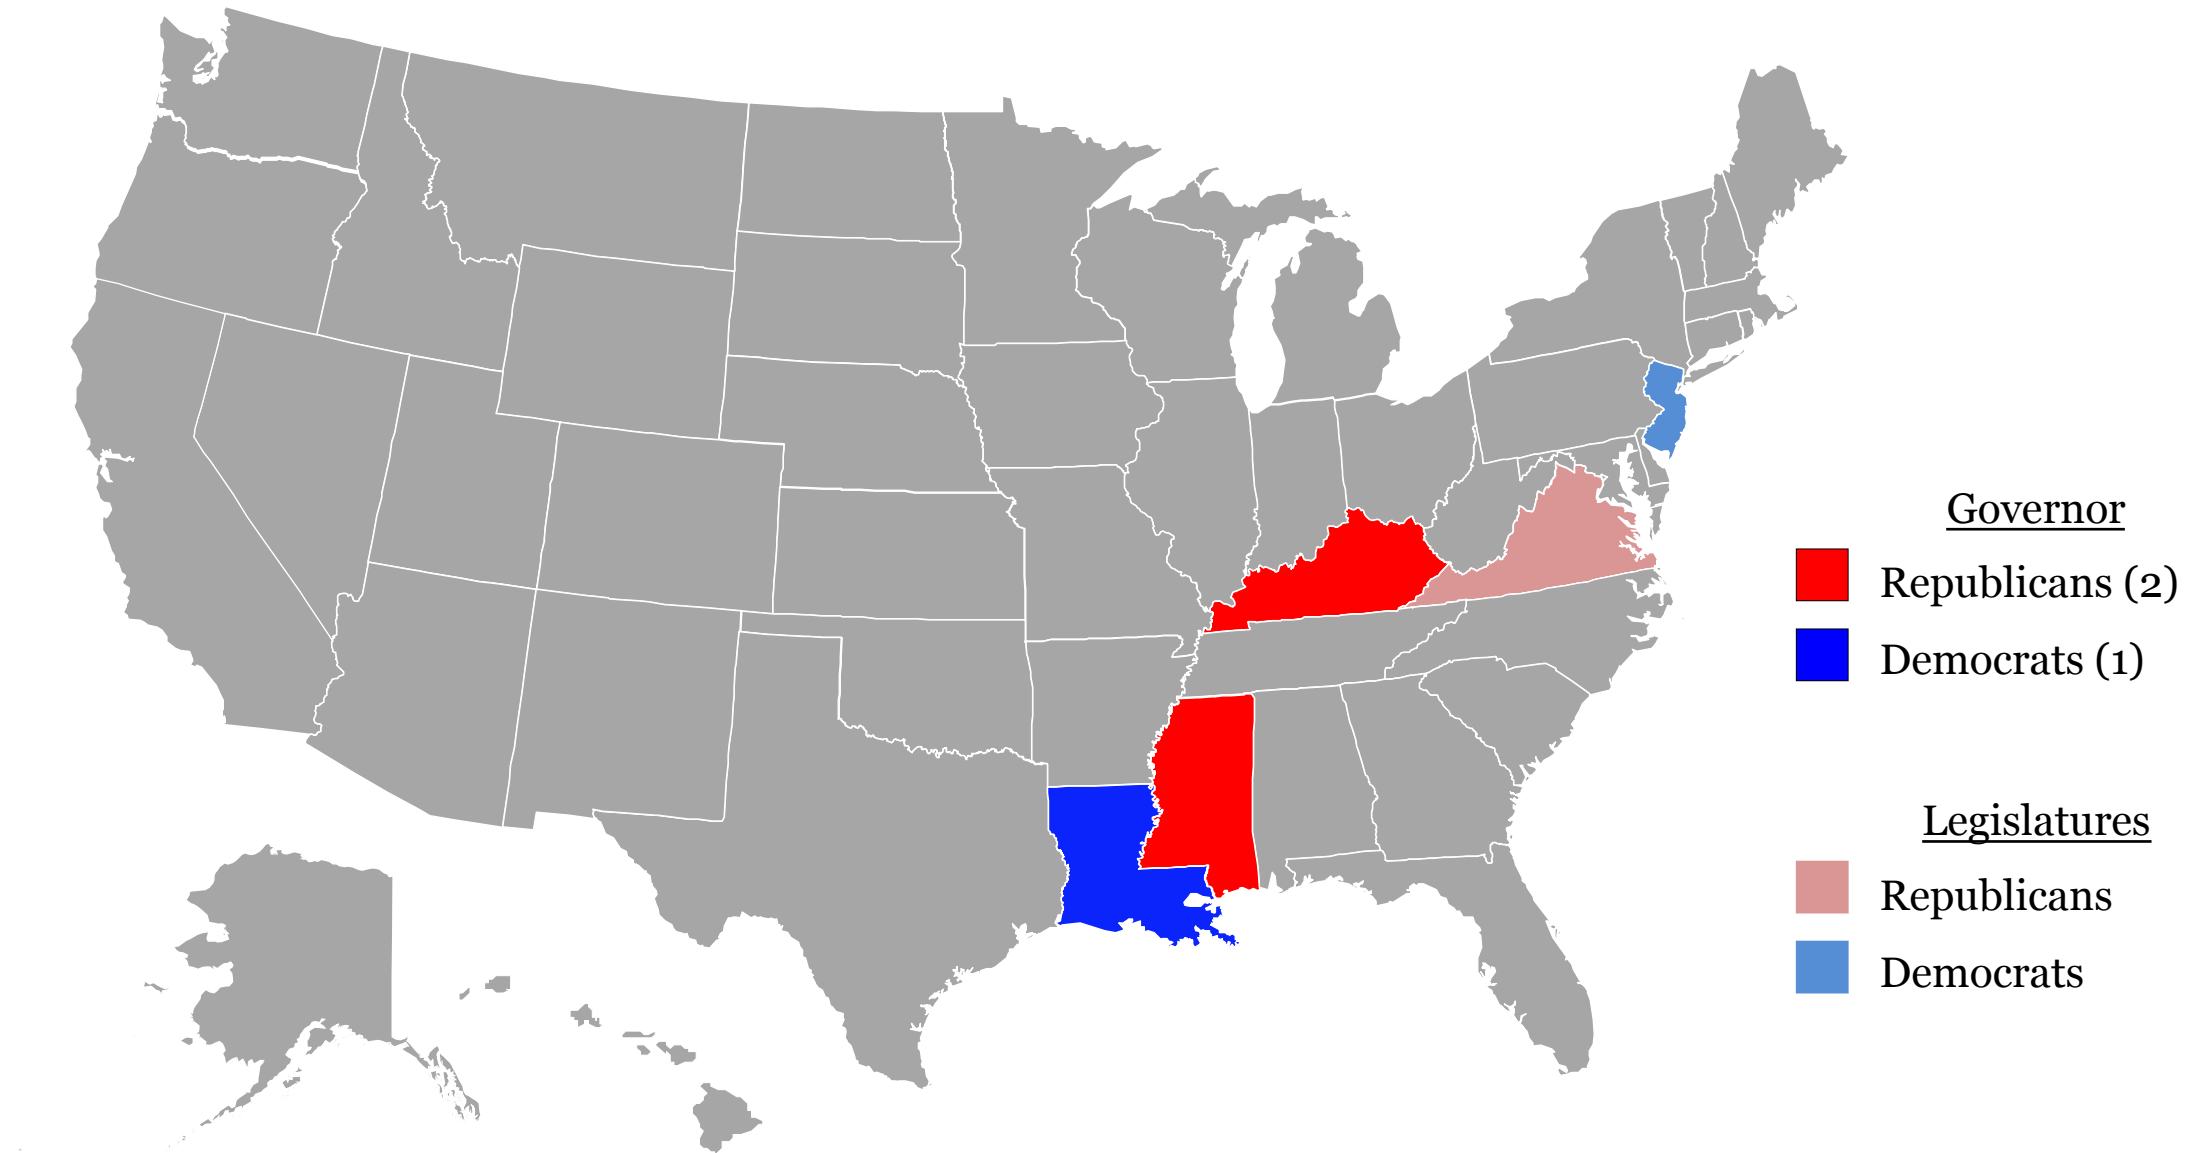 Governor
Republicans (2)
Democrats (1)
Legislatures
Republicans
Democrats